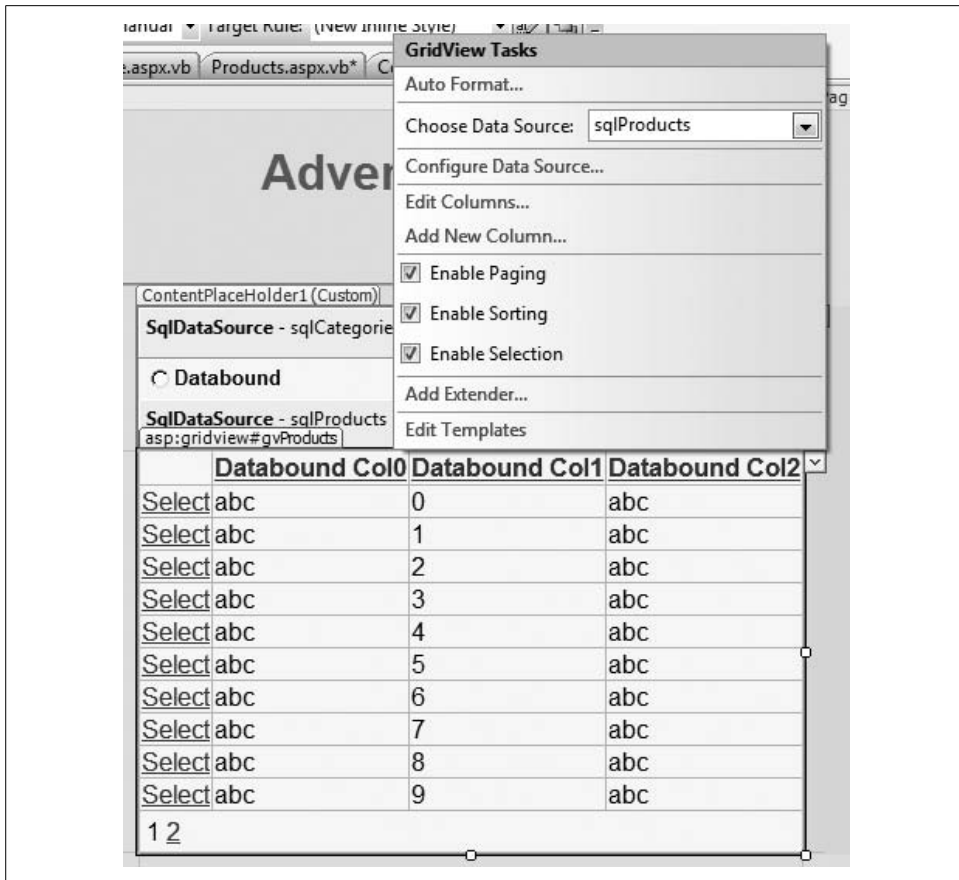 Target Rule: (New Inline Style)
GridView Tasks
.aspx.vb Products.aspx.vb*
Auto Format...
Choose Data Source: sqlProducts
Adver
Configure Data Source...
Edit Columns...
Add New Column...
Enable Paging
ContentPlaceHolder1 (Custom)
Enable Sorting
SqlDataSource - sqlCategorie
Enable Selection
Databound
Add Extender...
SqlDataSource - sqlProducts
Edit Templates
asp:gridview#gvProducts
Databound Col0 Databound Col1 Databound Col2
Select abc 0 abc
Select abc 1 abc
Select abc 2 abc
Select abc 3 abc
Select abc 4 abc
Select abc 5 abc
Select abc 6 abc
Select abc 7 abc
Select abc 8 abc
Select abc 9 abc
1 2